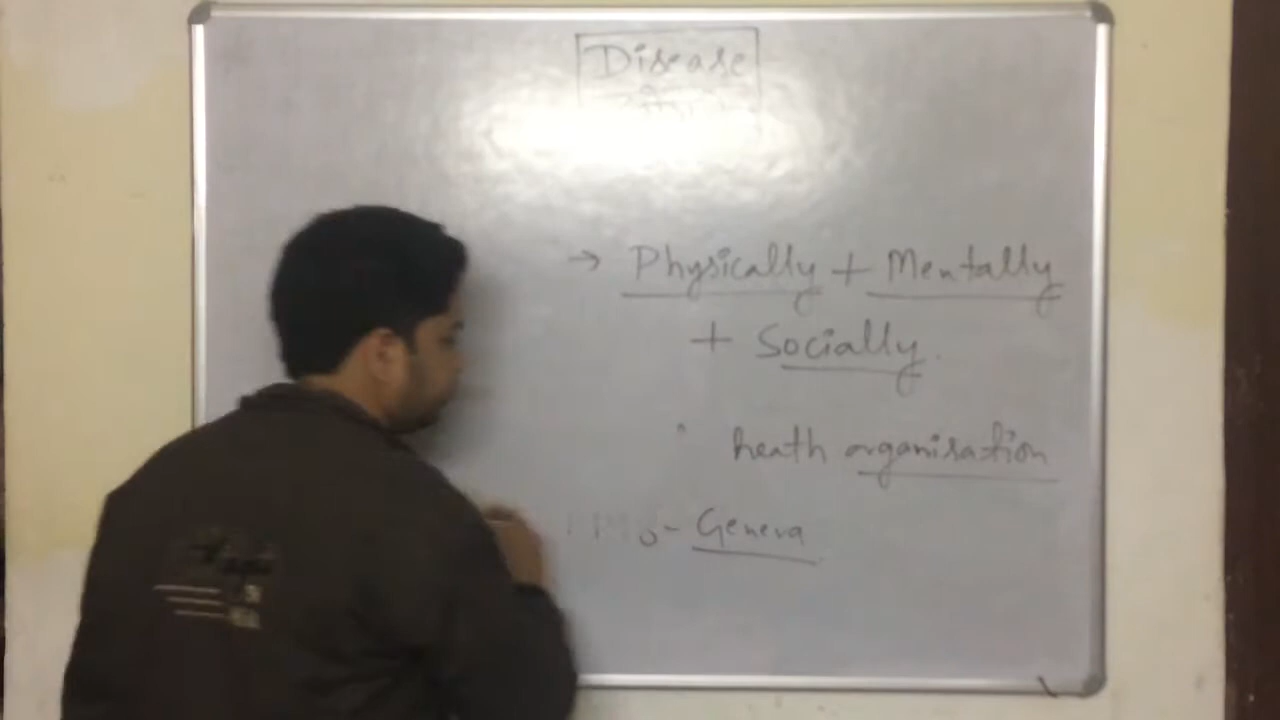 Disease
→ Physically + Mentally
+ Socially.
heath organisation
- Geneva